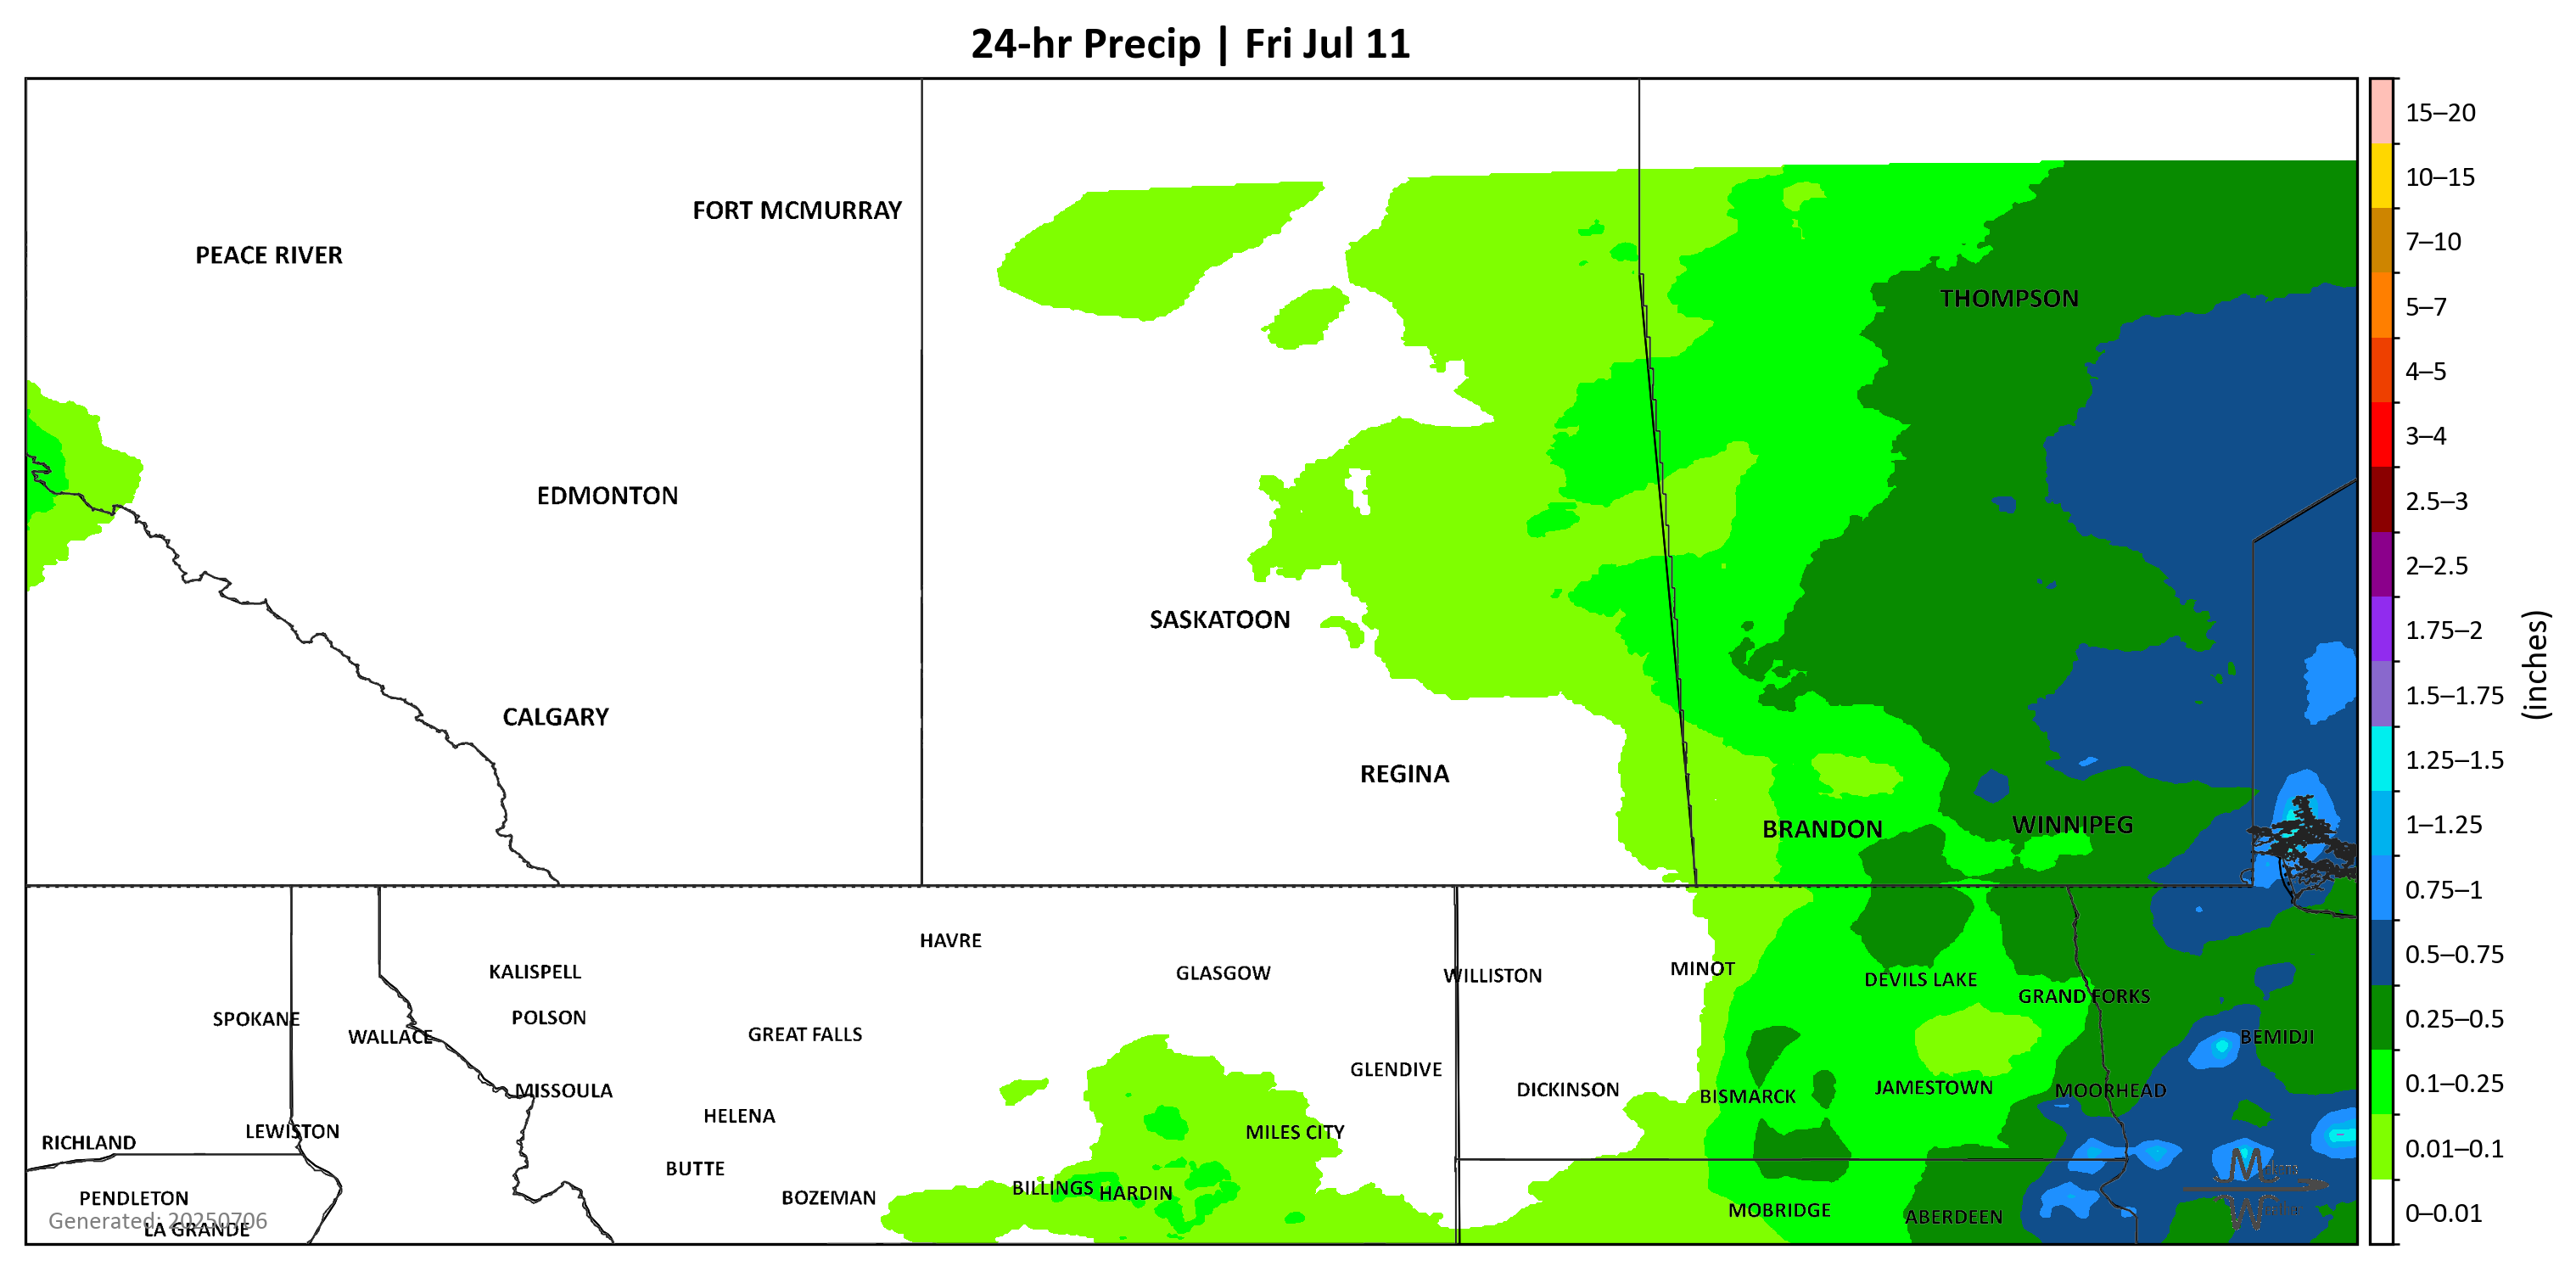 24-hr Precip | Fri Jul 11
15–20
10–15
7–10
5–7
4–5
3–4
2.5–3
2–2.5
1.75–2
1.5–1.75
1.25–1.5
1–1.25
0.75–1
0.5–0.75
0.25–0.5
0.1–0.25
0.01–0.1
0–0.01
(inches)
FORT MCMURRAY
PEACE RIVER
THOMPSON
EDMONTON
SASKATOON
CALGARY
REGINA
BRANDON
WINNIPEG
HAVRE
KALISPELL
GLASGOW
WILLISTON
MINOT
DEVILS LAKE
GRAND FORKS
SPOKANE
WALLACE
POLSON
GREAT FALLS
BEMIDJI
GLENDIVE
MISSOULA
DICKINSON
BISMARCK
JAMESTOWN
MOORHEAD
HELENA
RICHLAND
LEWISTON
MILES CITY
BUTTE
PENDLETON
BOZEMAN
BILLINGS
HARDIN
MOBRIDGE
ABERDEEN
Generated: 20250706
LA GRANDE